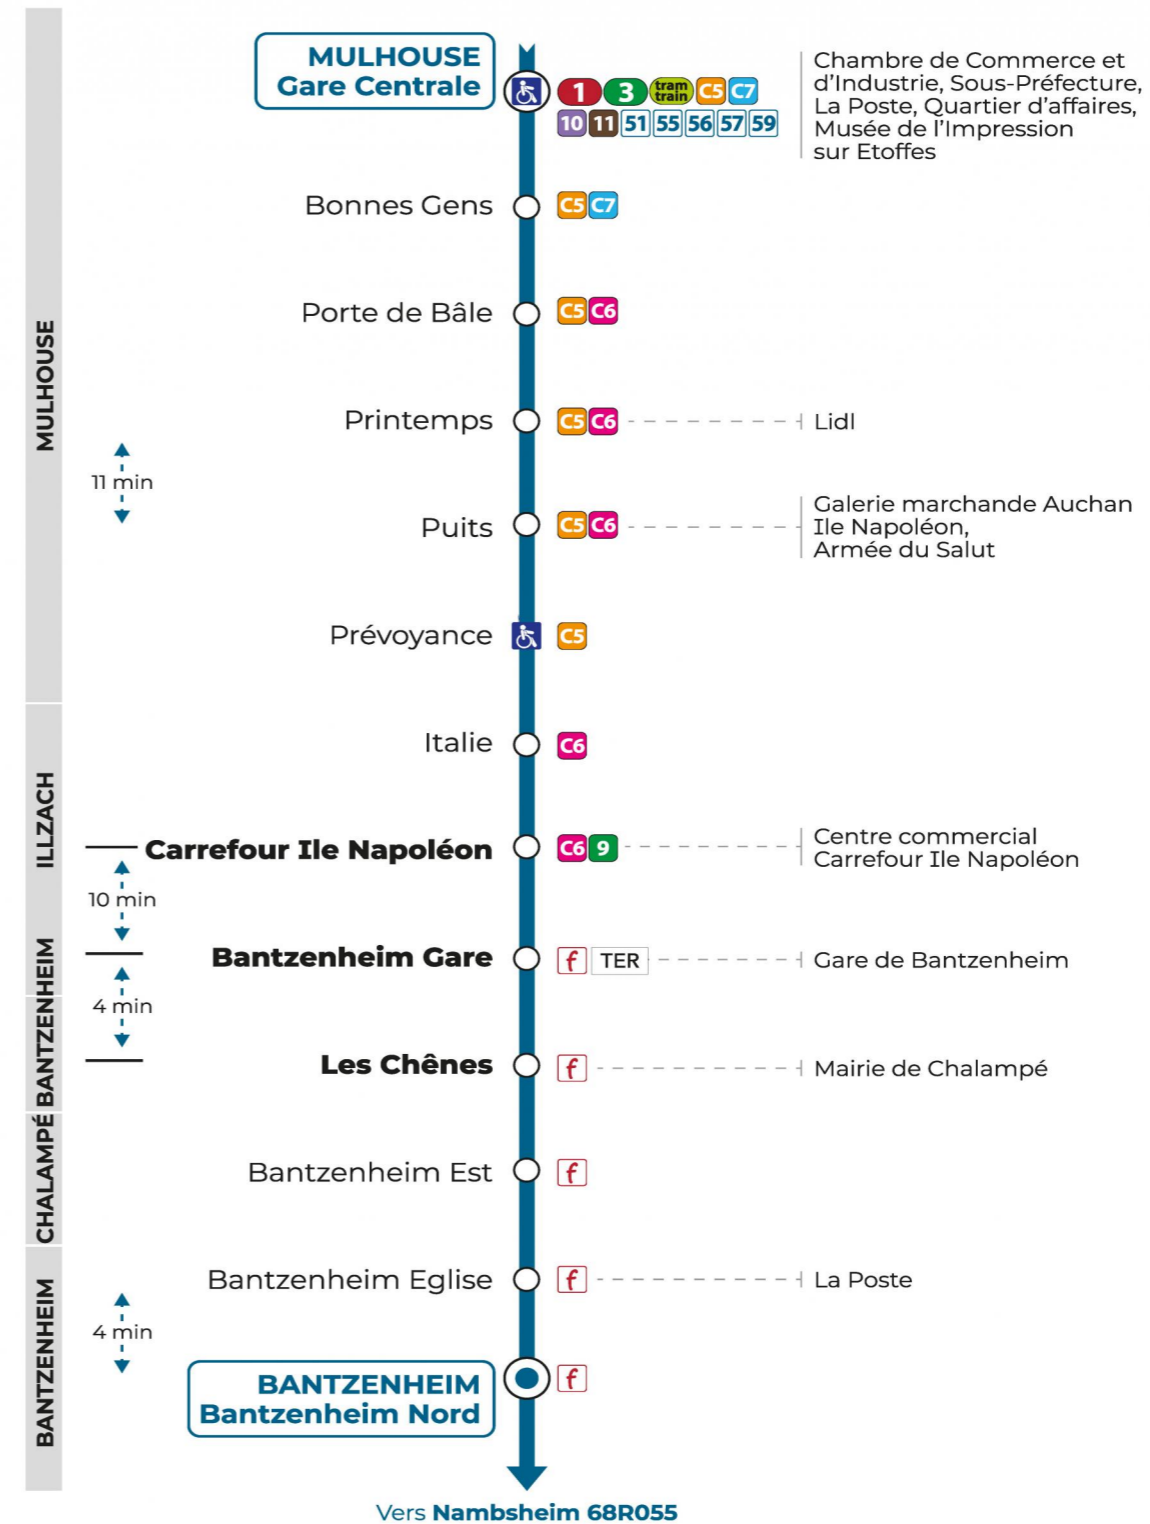 MULHOUSE
Gare Centrale
1 3 tram train C5 C7
10 11 51 55 56 57 59
Chambre de Commerce et
d'Industrie, Sous-Préfecture,
La Poste, Quartier d'affaires,
Musée de l'Impression
sur Etoffes
Bonnes Gens
C5 C7
Porte de Bâle
C5 C6
MULHOUSE
Printemps
C5 C6
Lidl
11 min
Puits
C5 C6
Galerie marchande Auchan
Ile Napoléon,
Armée du Salut
Prévoyance
C5
Italie
C6
ILLZACH
Carrefour Ile Napoléon
C6 9
Centre commercial
Carrefour Ile Napoléon
10 min
Bantzenheim Gare
f TER
Gare de Bantzenheim
BANTZENHEIM
4 min
Les Chênes
f
Mairie de Chalampé
CHALAMPÉ
Bantzenheim Est
f
Bantzenheim Eglise
f
La Poste
BANTZENHEIM
4 min
BANTZENHEIM
Bantzenheim Nord
f
Vers Nambsheim 68R055